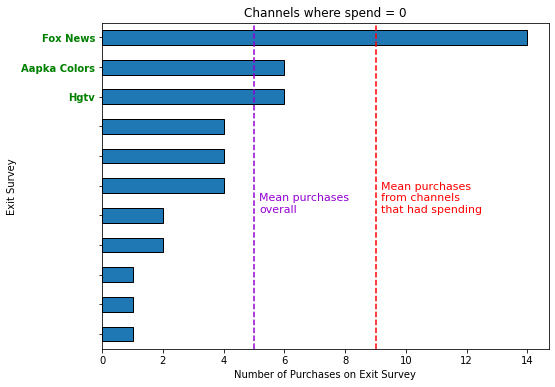 Channels where spend = 0
Fox News
Aapka Colors
Hgtv
Exit Survey
Mean purchases
overall
Mean purchases
from channels
that had spending
0 2 4 6 8 10 12 14
Number of Purchases on Exit Survey